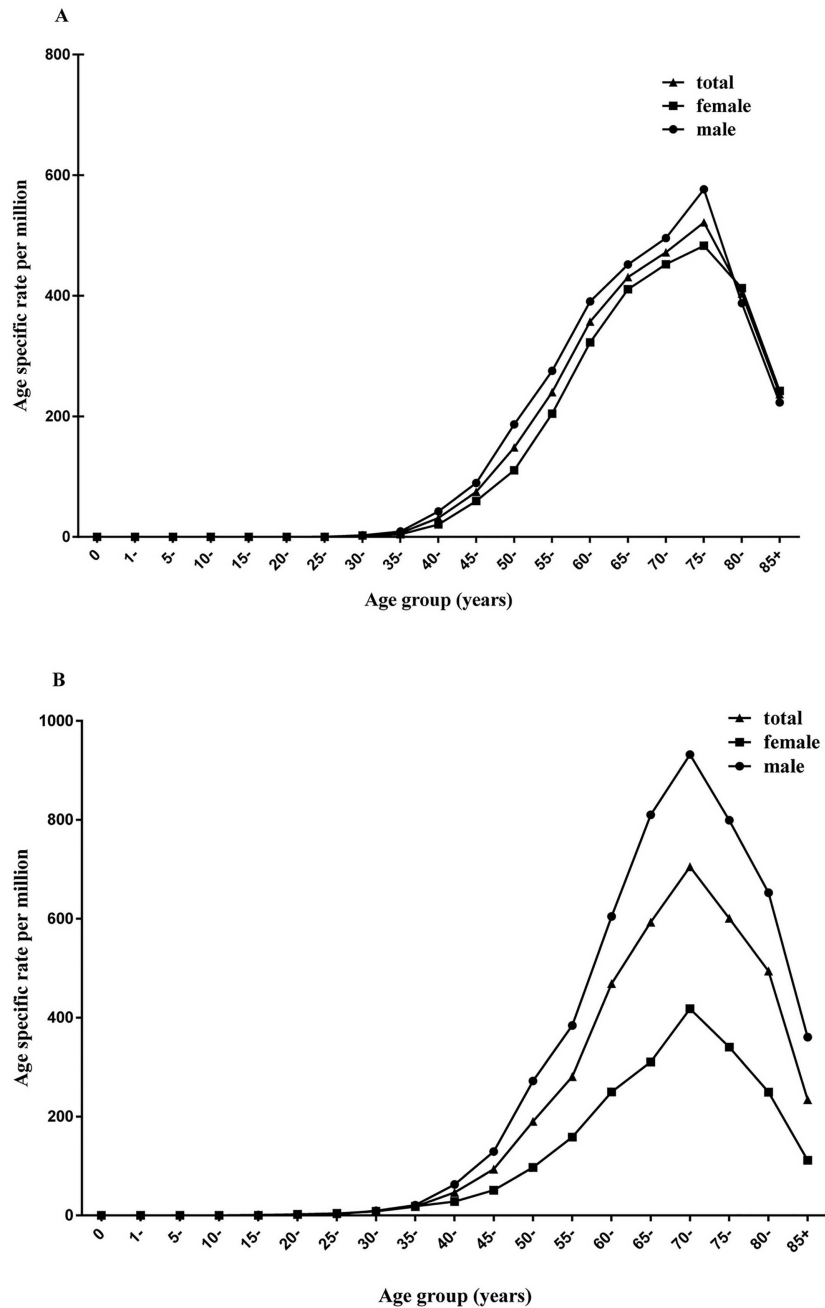 A
800
600
400
200
0
Age specific rate per million
total
female
male
0 1- 5- 10- 15- 20- 25- 30- 35- 40- 45- 50- 55- 60- 65- 70- 75- 80- 85+
Age group (years)
B
1000
800
600
400
200
0
Age specific rate per million
total
female
male
0 1- 5- 10- 15- 20- 25- 30- 35- 40- 45- 50- 55- 60- 65- 70- 75- 80- 85+
Age group (years)